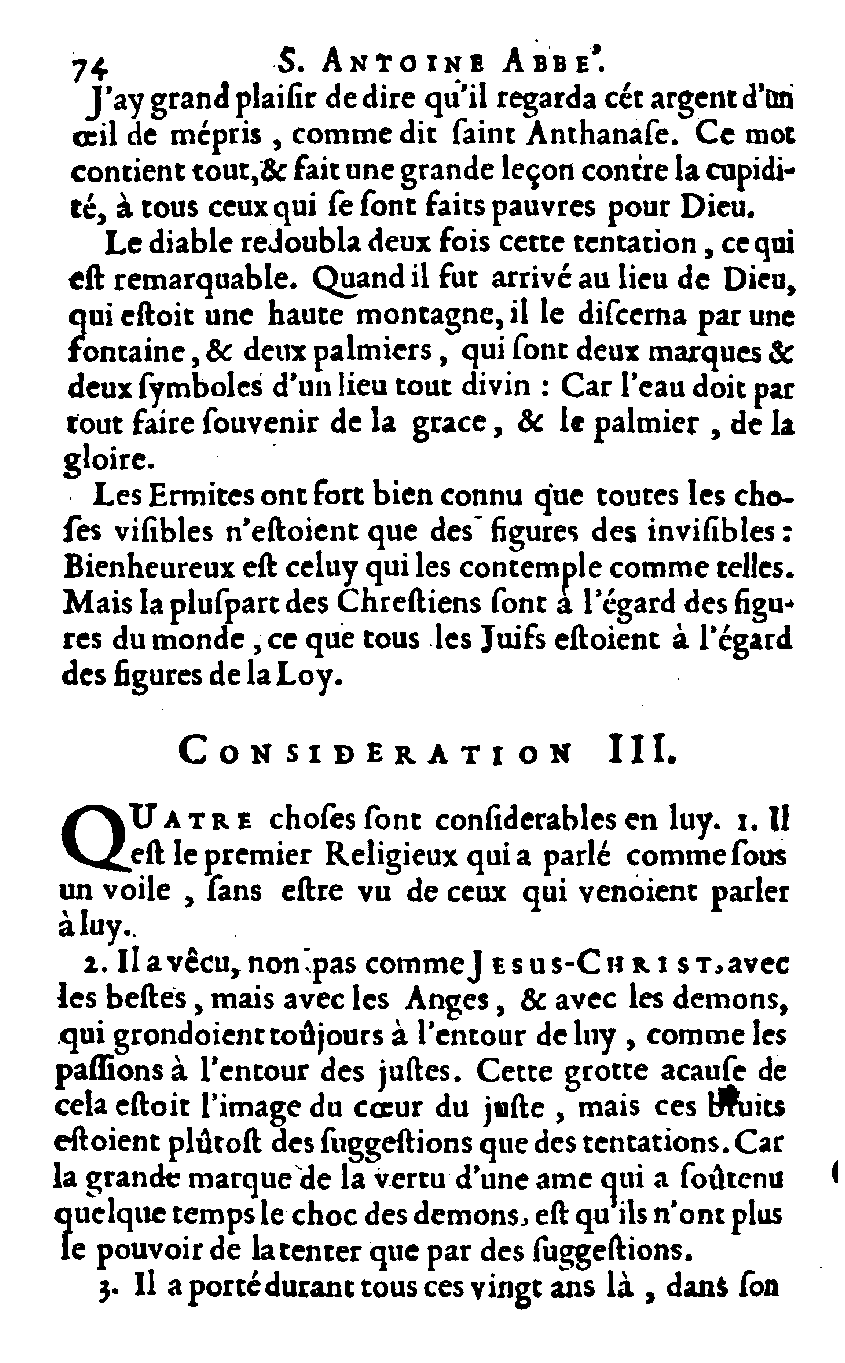 74 S. ANTOINE ABBE'.
J'ay grand plaiſir de dire qu'il regarda cét argent d'un
œil de mépris , comme dit ſaint Anthanaſe. Ce mot
contient tout,& fait une grande leçon contre la cupidi-
té, à tous ceux qui ſe ſont faits pauvres pour Dieu.
Le diable redoubla deux fois cette tentation , ce qui
eſt remarquable. Quand il fut arrivé au lieu de Dieu,
qui eſtoit une haute montagne, il le diſcerna par une
fontaine , & deux palmiers , qui ſont deux marques &
deux ſymboles d'un lieu tout divin : Car l'eau doit par
tout faire ſouvenir de la grace , & le palmier , de la
gloire.
Les Ermites ont fort bien connu que toutes les cho-
ſes viſibles n'eſtoient que des figures des inviſibles :
Bienheureux eſt celuy qui les contemple comme telles.
Mais la pluſpart des Chreſtiens ſont à l'égard des figu-
res du monde , ce que tous les Juifs eſtoient à l'égard
des figures de la Loy.
CONSIDERATION III.
QUATRE choſes ſont conſiderables en luy. 1. Il
eſt le premier Religieux qui a parlé comme ſous
un voile , ſans eſtre vu de ceux qui venoient parler
à luy.
2. Il a vêcu, non pas comme JESUS-CHRIST, avec
les beſtes , mais avec les Anges , & avec les demons,
qui grondoient toûjours à l'entour de luy , comme les
paſſions à l'entour des juſtes. Cette grotte acauſe de
cela eſtoit l'image du cœur du juſte , mais ces bruits
eſtoient plûtoſt des ſuggeſtions que des tentations. Car
la grande marque de la vertu d'une ame qui a ſoûtenu
quelque temps le choc des demons, eſt qu'ils n'ont plus
le pouvoir de la tenter que par des ſuggeſtions.
3. Il a porté durant tous ces vingt ans là , dans ſon